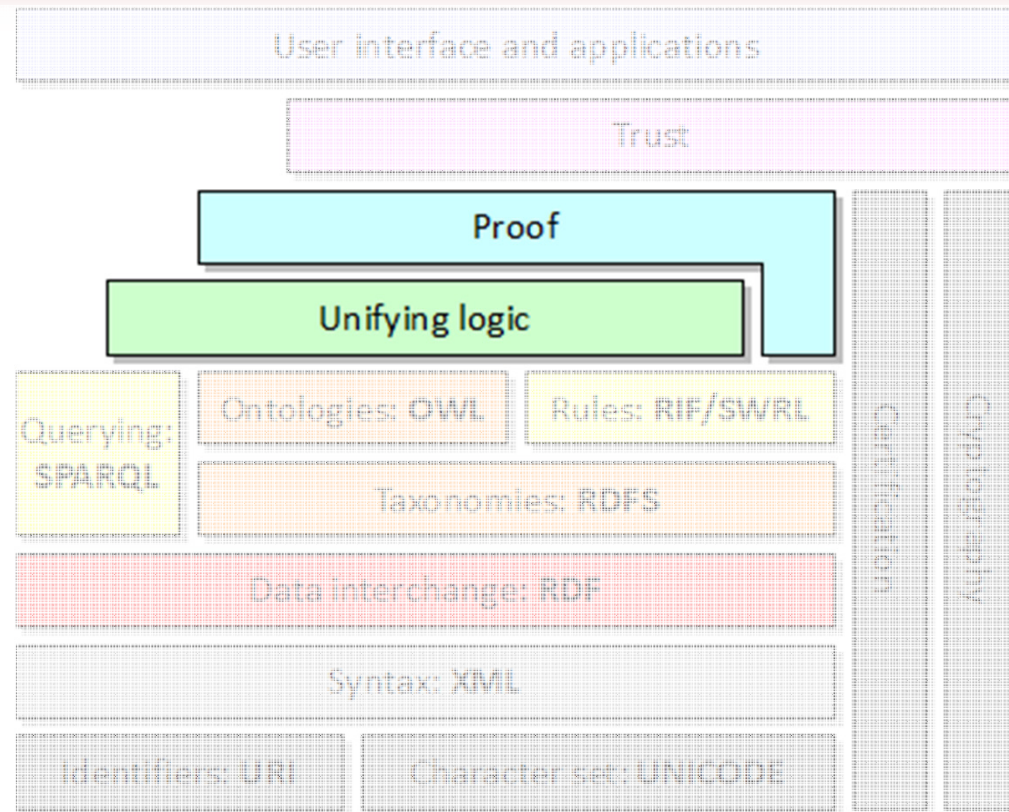 User interface and applications
Trust
Proof
Unifying logic
Ontologies: OWL
Rules: RIF/SWRL
Querying:
SPARQL
Taxonomies: RDFS
Data interchange: RDF
Syntax: XML
Identifiers: URI
Character set: UNICODE
Cryptography